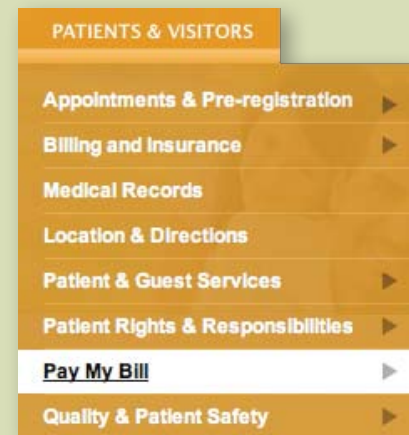 PATIENTS & VISITORS
Appointments & Pre-registration
Billing and Insurance
Medical Records
Location & Directions
Patient & Guest Services
Patient Rights & Responsibilities
Pay My Bill
Quality & Patient Safety